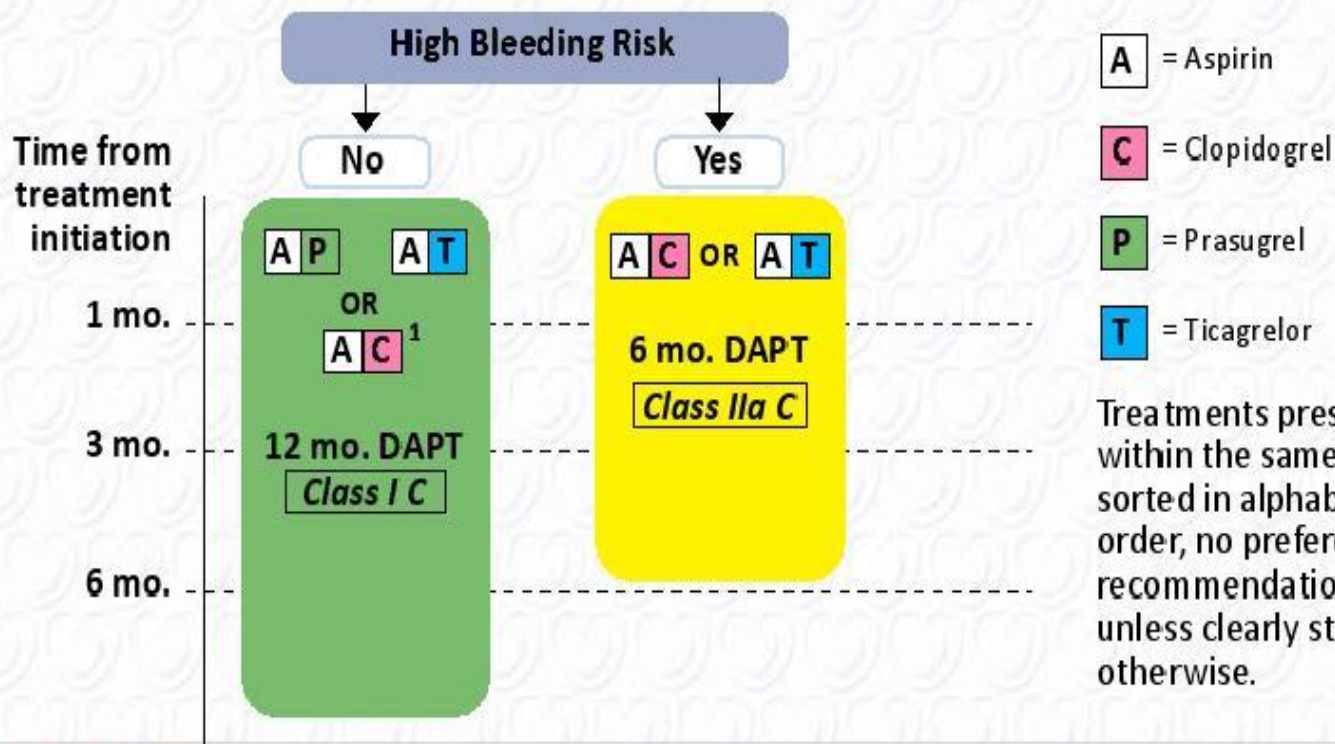 High Bleeding Risk
No
Yes
Time from
treatment
initiation
1 mo.
3 mo.
6 mo.
A P A T
OR
A C 1
12 mo. DAPT
Class I C
A C OR A T
6 mo. DAPT
Class IIa C
A = Aspirin
C = Clopidogrel
P = Prasugrel
T = Ticagrelor
Treatments pres
within the same
sorted in alphab
order, no prefer
recommendatio
unless clearly st
otherwise.